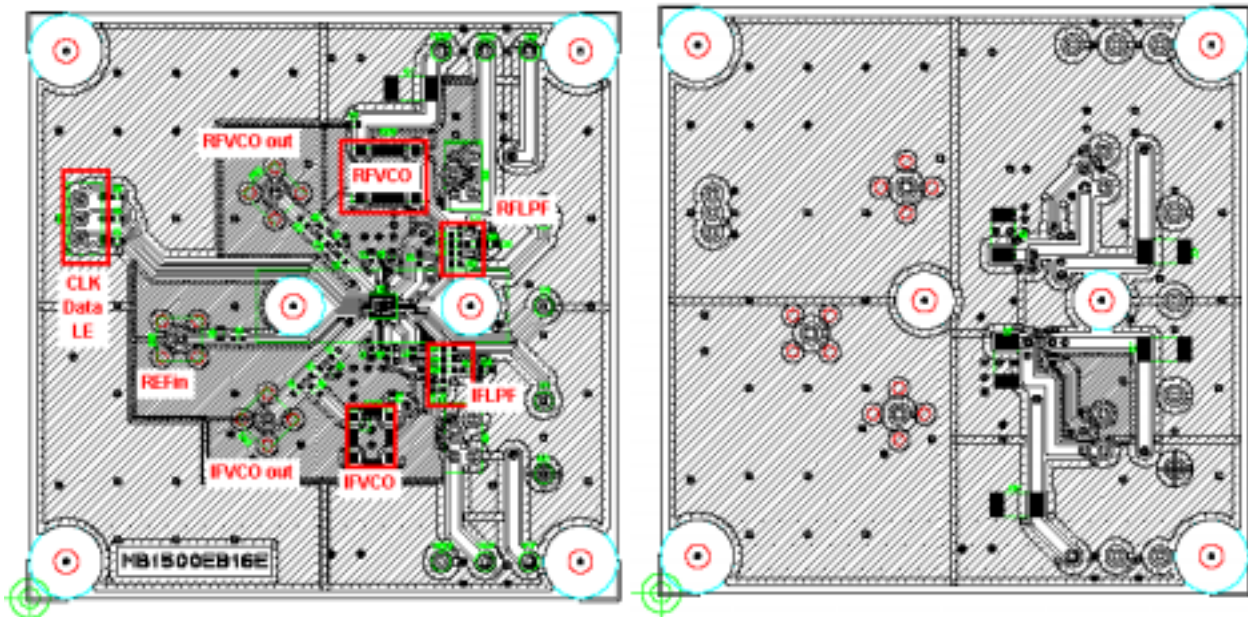 RFVCO out
RFVCO
RFLPF
CLK
Data
LE
REFin
IFLPF
IFVCO out
IFVCO
MB1500EB16E